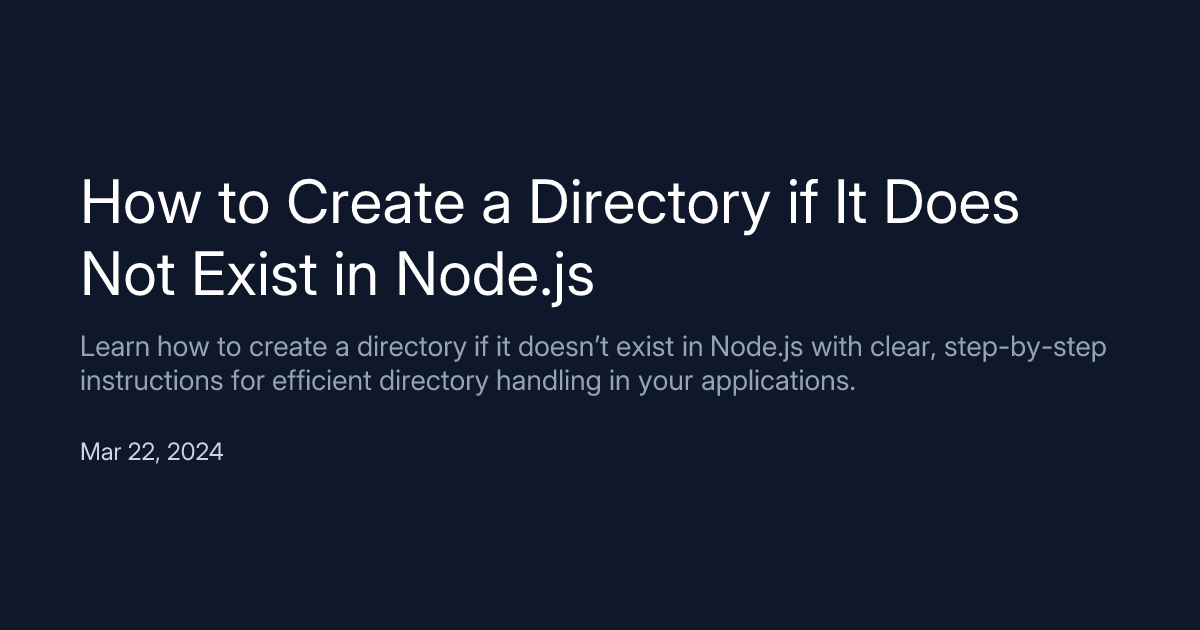 How to Create a Directory if It Does
Not Exist in Node.js
Learn how to create a directory if it doesn’t exist in Node.js with clear, step-by-step
instructions for efficient directory handling in your applications.
Mar 22, 2024